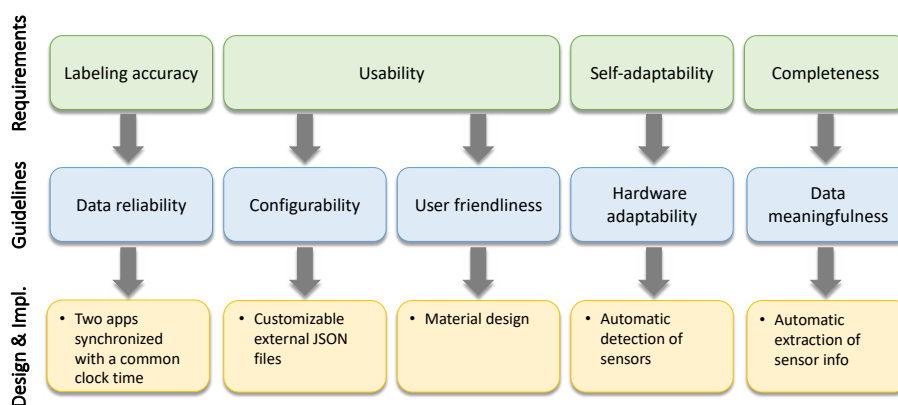 Requirements
Labeling accuracy
Usability
Self-adaptability
Completeness
Guidelines
Data reliability
Configurability
User friendliness
Hardware
adaptability
Data
meaningfulness
Design & Impl.
• Two apps
synchronized
with a common
clock time
• Customizable
external JSON
files
• Material design
• Automatic
detection of
sensors
• Automatic
extraction of
sensor info